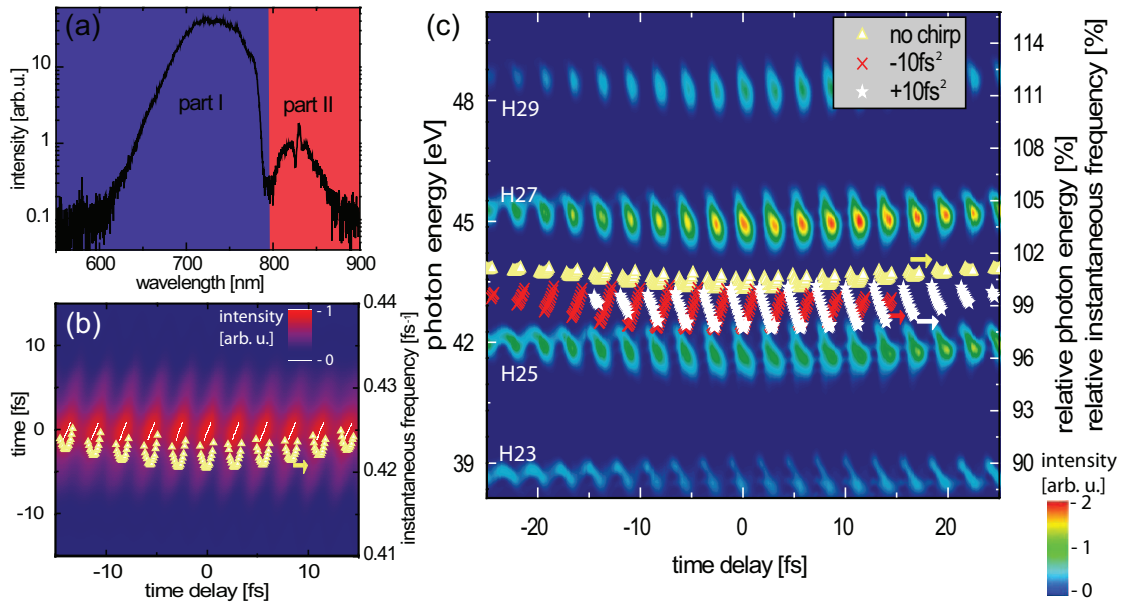 (a)
intensity [arb.u.]
10
1
0.1
part I
part II
600
700
800
900
wavelength [nm]
(b)
intensity
[arb. u.]
1
0
time [fs]
10
0
-10
-10
0
10
time delay [fs]
0.44
0.43
0.42
0.41
instantaneous frequency [fs⁻¹]
(c)
no chirp
-10fs²
+10fs²
photon energy [eV]
48
45
42
39
H29
H27
H25
H23
-20
-10
0
10
20
time delay [fs]
114
111
108
105
102
99
96
93
90
relative photon energy [%]
relative instantaneous frequency [%]
intensity
[arb. u.]
2
1
0